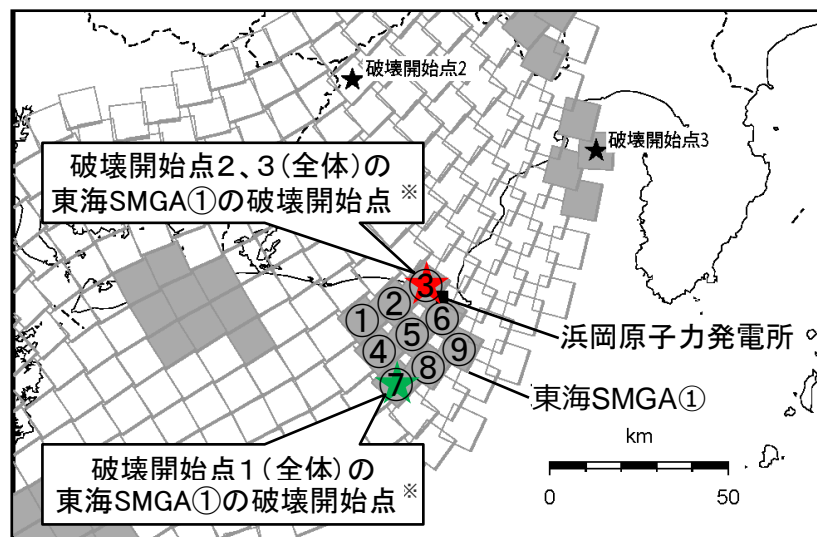 破壊開始点2
破壊開始点3
破壊開始点２、３（全体）の
東海SMGA①の破壊開始点※
③
②
①
⑥
⑤
④
⑨
⑧
⑦
浜岡原子力発電所
東海SMGA①
破壊開始点１（全体）の
東海SMGA①の破壊開始点※
km
0
50